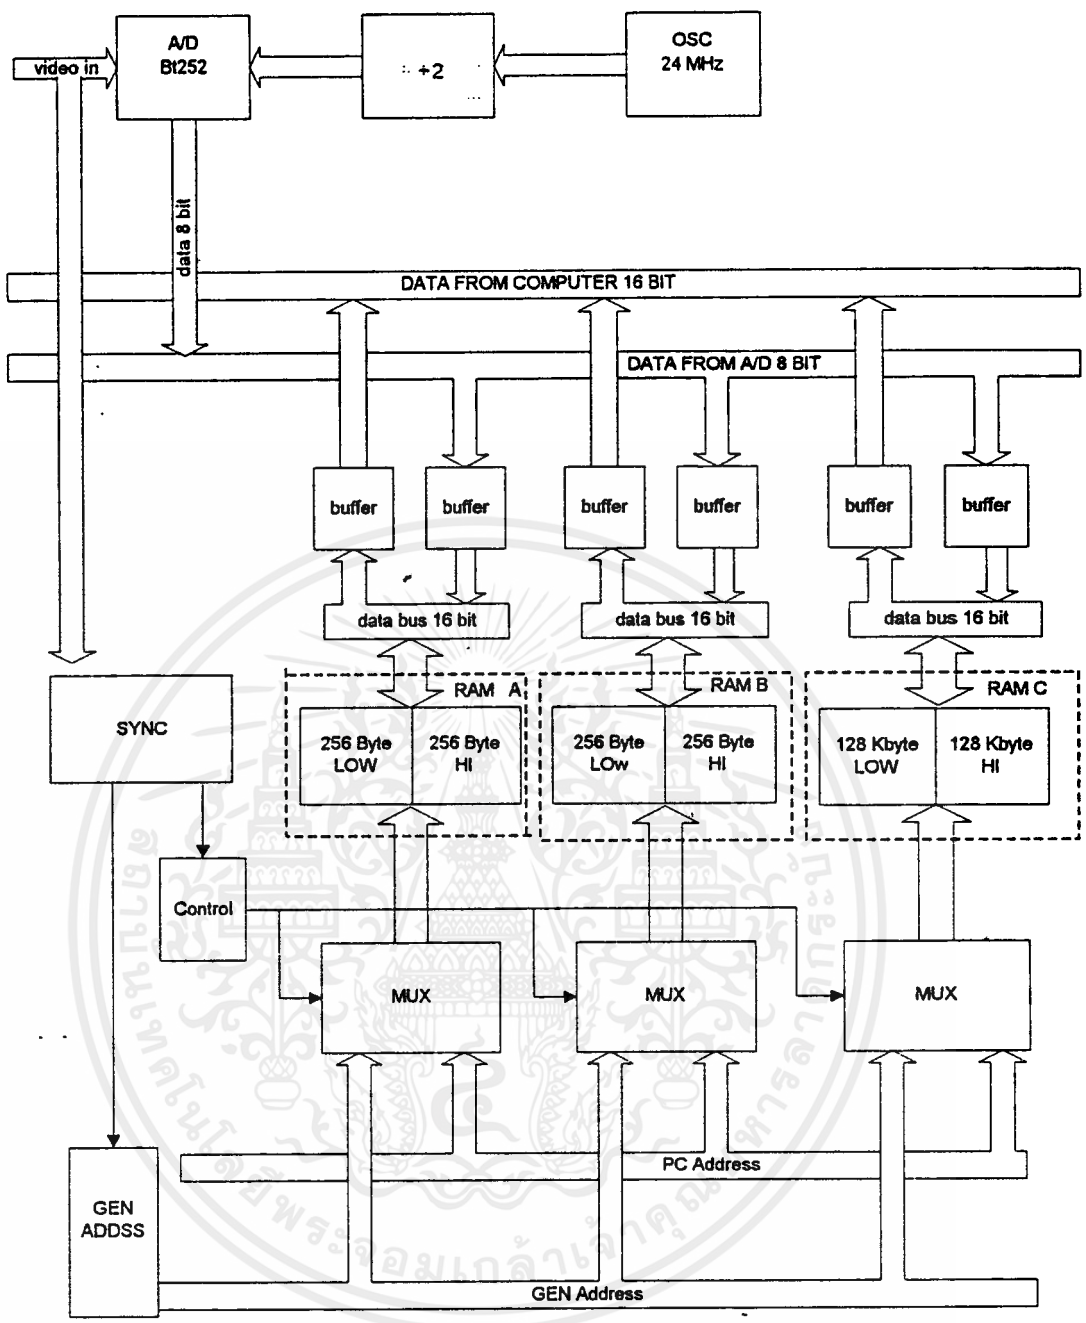 A/D
Bt252
÷2
OSC
24 MHz
video in
data 8 bit
DATA FROM COMPUTER 16 BIT
DATA FROM A/D 8 BIT
buffer
buffer
buffer
buffer
buffer
buffer
data bus 16 bit
data bus 16 bit
data bus 16 bit
SYNC
RAM A
RAM B
RAM C
256 Byte
LOW
256 Byte
HI
256 Byte
LOw
256 Byte
HI
128 Kbyte
LOW
128 Kbyte
HI
Control
MUX
MUX
MUX
PC Address
GEN
ADDSS
GEN Address